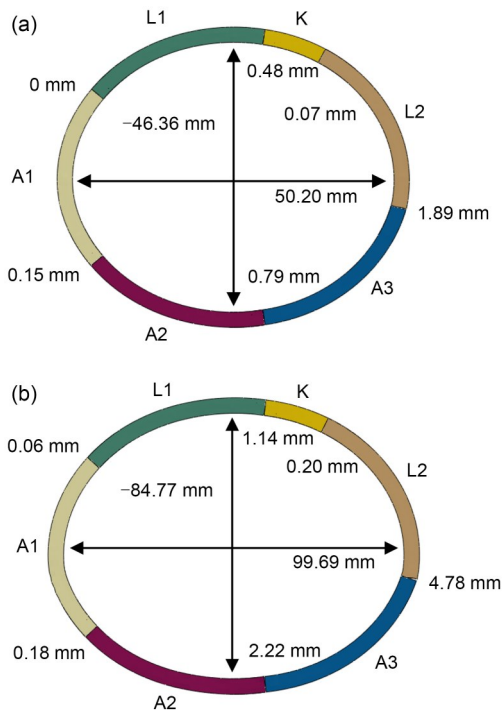 (a)
L1
K
0.48 mm
0 mm
−46.36 mm
0.07 mm
L2
A1
50.20 mm
1.89 mm
0.15 mm
0.79 mm
A3
A2
(b)
L1
K
1.14 mm
0.06 mm
0.20 mm
L2
−84.77 mm
A1
99.69 mm
4.78 mm
0.18 mm
2.22 mm
A3
A2